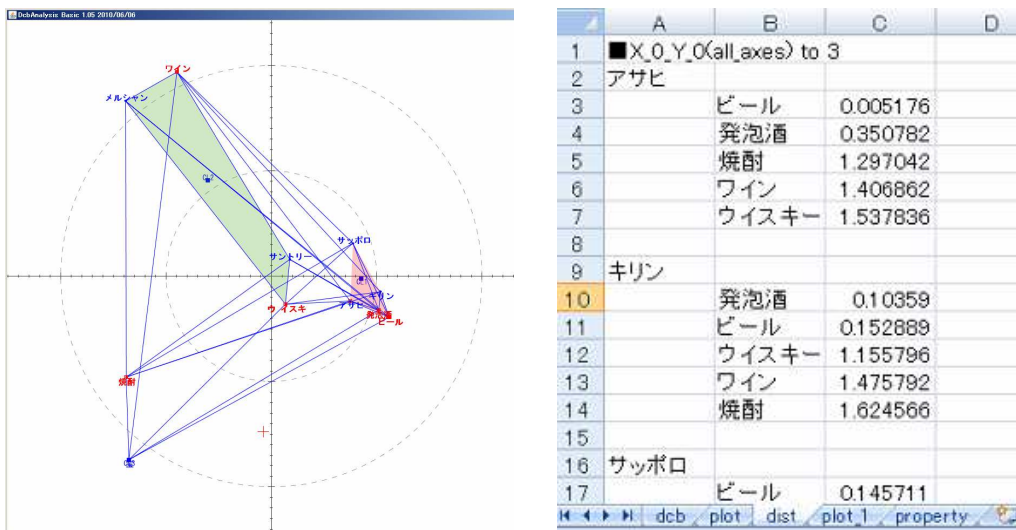 DcbAnalysis Basic 1.05 2010/06/06
ワイン
メルシャン
CL2
サッポロ
サントリー
キリン
ウイスキ
アサヒ
発泡酒
ビール
焼酎
A B C D
1 ■X_0_Y_0(all_axes) to 3
2 アサヒ
3 ビール 0.005176
4 発泡酒 0.350782
5 焼酎 1.297042
6 ワイン 1.406862
7 ウイスキー 1.537836
8
9 キリン
10 発泡酒 0.10359
11 ビール 0.152889
12 ウイスキー 1.155796
13 ワイン 1.475792
14 焼酎 1.624566
15
16 サッポロ
17 ビール 0.145711
dcb plot dist plot_1 property